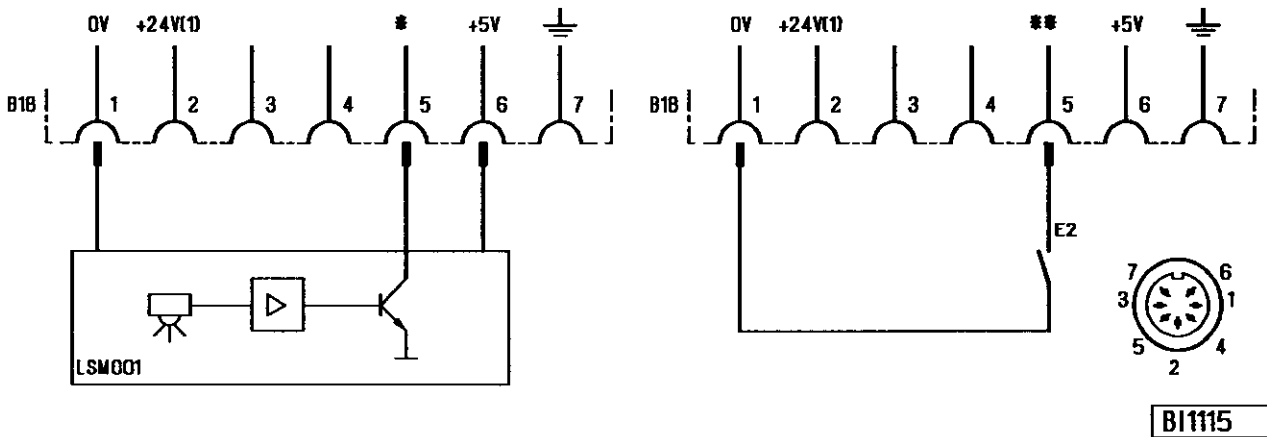 0V +24V(1) * +5V
B18 1 2 3 4 5 6 7
LSM001
0V +24V(1) ** +5V
B18 1 2 3 4 5 6 7
E2
7 6
3 1
5 4
2
BI1115